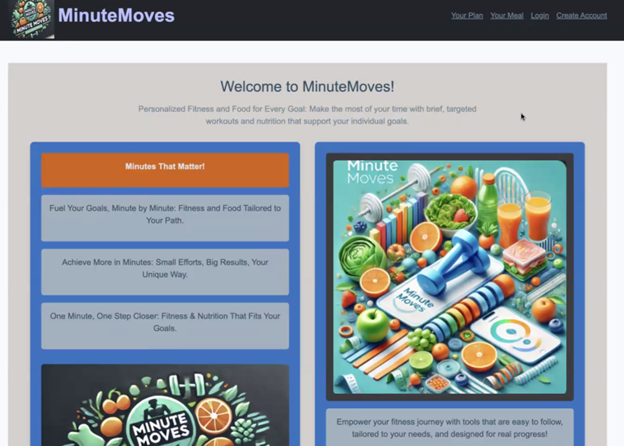 MINUTE MOVES
MinuteMoves
Your Plan Your Meal Login Create Account
Welcome to MinuteMoves!
Personalized Fitness and Food for Every Goal: Make the most of your time with brief, targeted
workouts and nutrition that support your individual goals.
Minutes That Matter!
Fuel Your Goals, Minute by Minute: Fitness and Food Tailored to
Your Path.
Achieve More in Minutes: Small Efforts, Big Results, Your
Unique Way.
One Minute, One Step Closer: Fitness & Nutrition That Fits Your
Goals.
MINUTE
MOVES
Minute
Moves
Minute
Moves
Minute
Moves
Empower your fitness journey with tools that are easy to follow,
tailored to your needs, and designed for real progress!